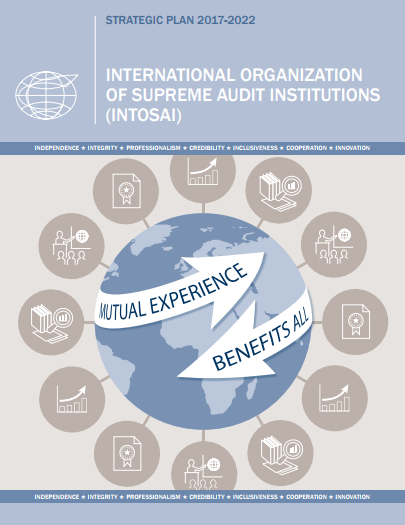 STRATEGIC PLAN 2017-2022
INTERNATIONAL ORGANIZATION
OF SUPREME AUDIT INSTITUTIONS
(INTOSAI)
INDEPENDENCE ★ INTEGRITY ★ PROFESSIONALISM ★ CREDIBILITY ★ INCLUSIVENESS ★ COOPERATION ★ INNOVATION
MUTUAL EXPERIENCE
BENEFITS ALL
INDEPENDENCE ★ INTEGRITY ★ PROFESSIONALISM ★ CREDIBILITY ★ INCLUSIVENESS ★ COOPERATION ★ INNOVATION